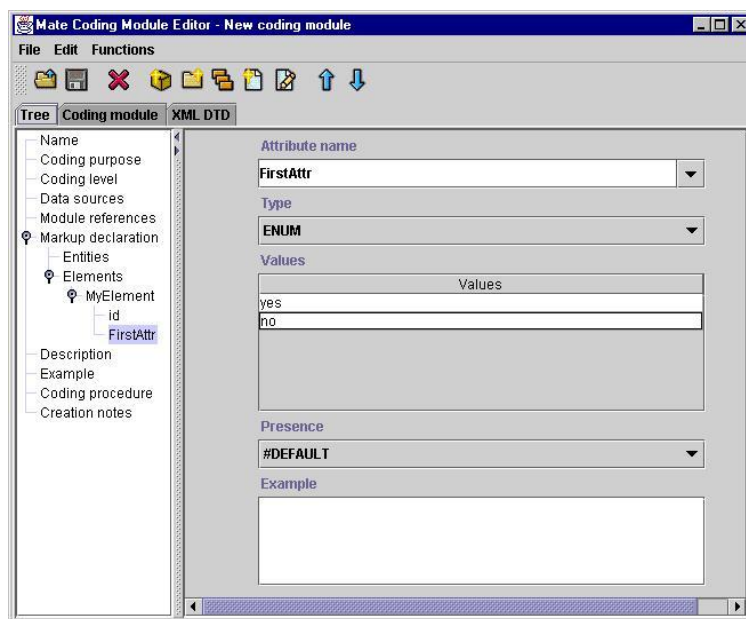 Mate Coding Module Editor - New coding module
File Edit Functions
Tree Coding module XML DTD
Name
Coding purpose
Coding level
Data sources
Module references
Markup declaration
Entities
Elements
MyElement
id
FirstAttr
Description
Example
Coding procedure
Creation notes
Attribute name
FirstAttr
Type
ENUM
Values
Values
yes
no
Presence
#DEFAULT
Example